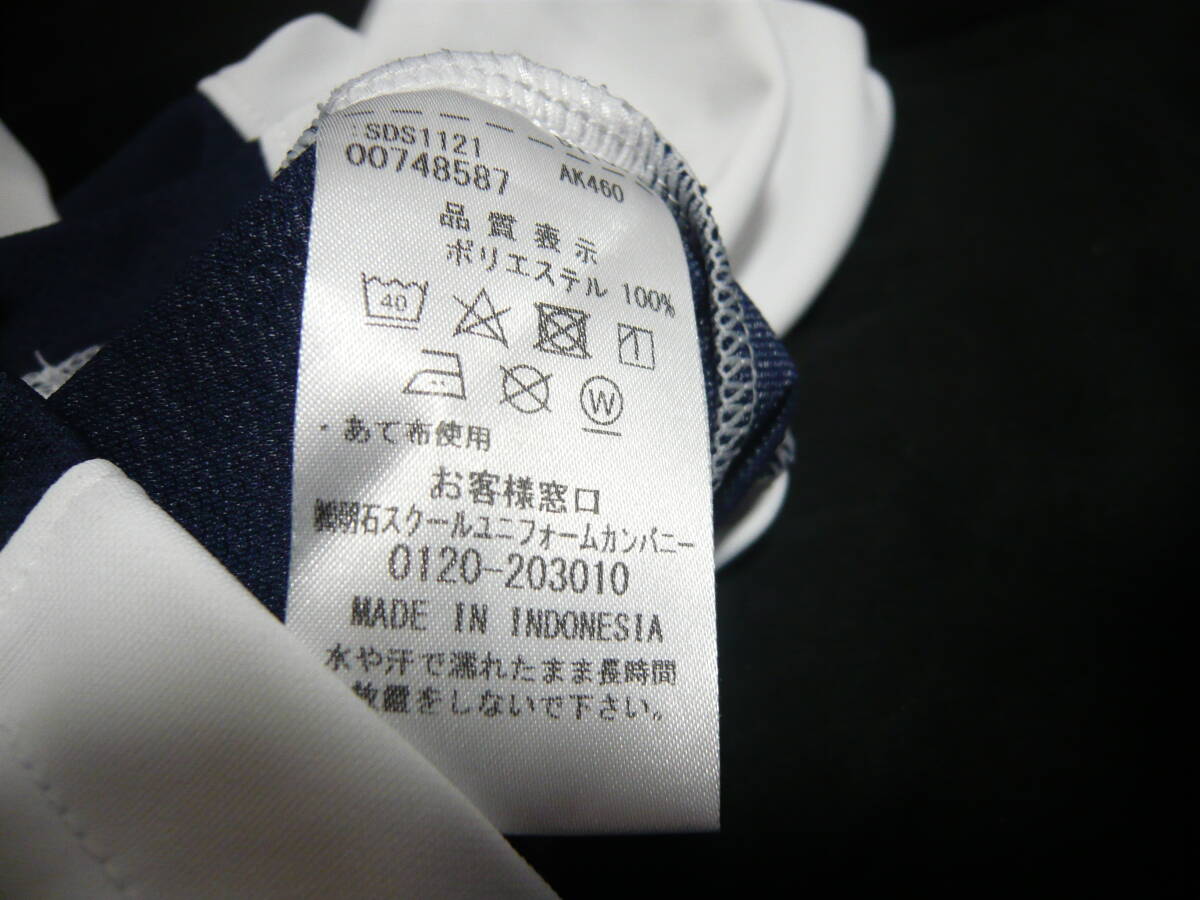 :SDS1121
00748587 AK460
品質表示
ポリエステル 100%
40
W
・あて布使用
お客様窓口
㈱明石スクールユニフォームカンパニー
0120-203010
MADE IN INDONESIA
水や汗で濡れたまま長時間
放置をしないで下さい。